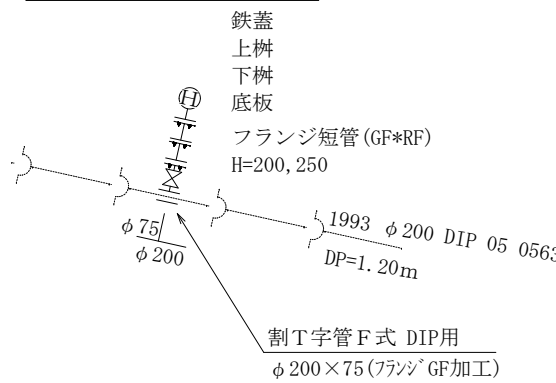 鉄蓋
上桝
下桝
底板
フランジ短管(GF*RF)
H=200,250
H
1993 φ200 DIP 05 0563
DP=1.20m
φ75
φ200
割T字管F式 DIP用
φ200×75(フランジGF加工)